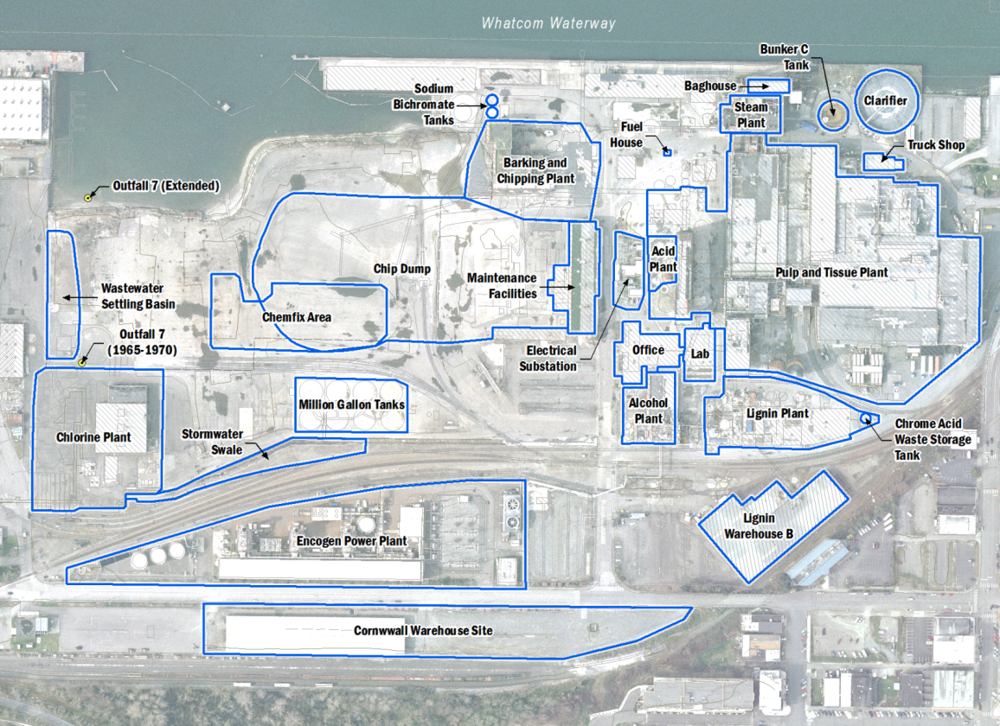 Whatcom Waterway
Bunker C
Tank
Baghouse
Sodium
Bichromate
Tanks
Steam
Plant
Clarifier
Fuel
House
Truck Shop
Barking and
Chipping Plant
Outfall 7 (Extended)
Acid
Plant
Chip Dump
Pulp and Tissue Plant
Maintenance
Facilities
Wastewater
Settling Basin
Chemfix Area
Outfall 7
(1965-1970)
Electrical
Substation
Office
Lab
Million Gallon Tanks
Alcohol
Plant
Lignin Plant
Chlorine Plant
Stormwater
Swale
Chrome Acid
Waste Storage
Tank
Lignin
Warehouse B
Encogen Power Plant
Cornwwall Warehouse Site